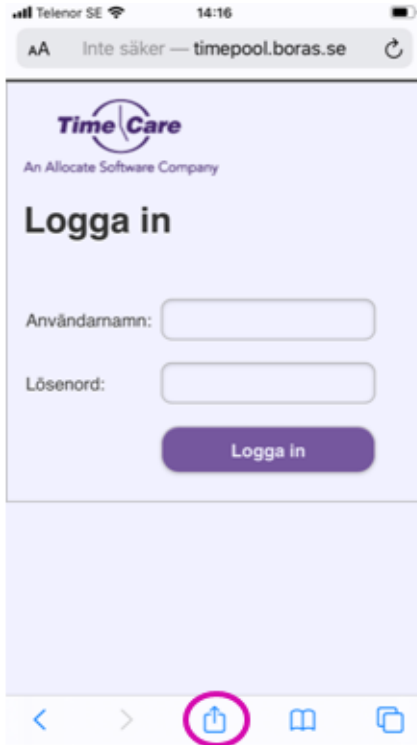 Telenor SE 14:16
AA Inte säker — timepool.boras.se
Time Care
An Allocate Software Company
Logga in
Användarnamn:
Lösenord:
Logga in